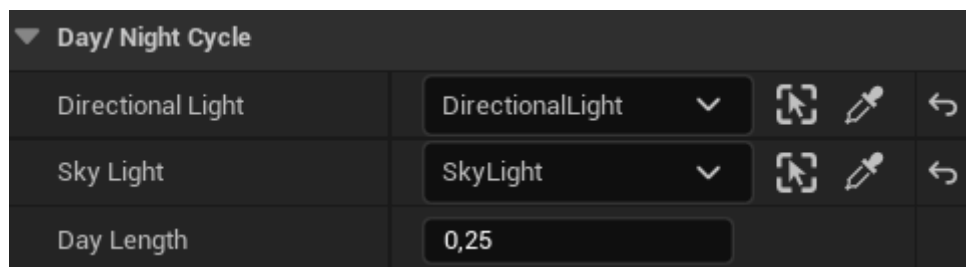 Day/ Night Cycle
Directional Light DirectionalLight
Sky Light SkyLight
Day Length 0,25